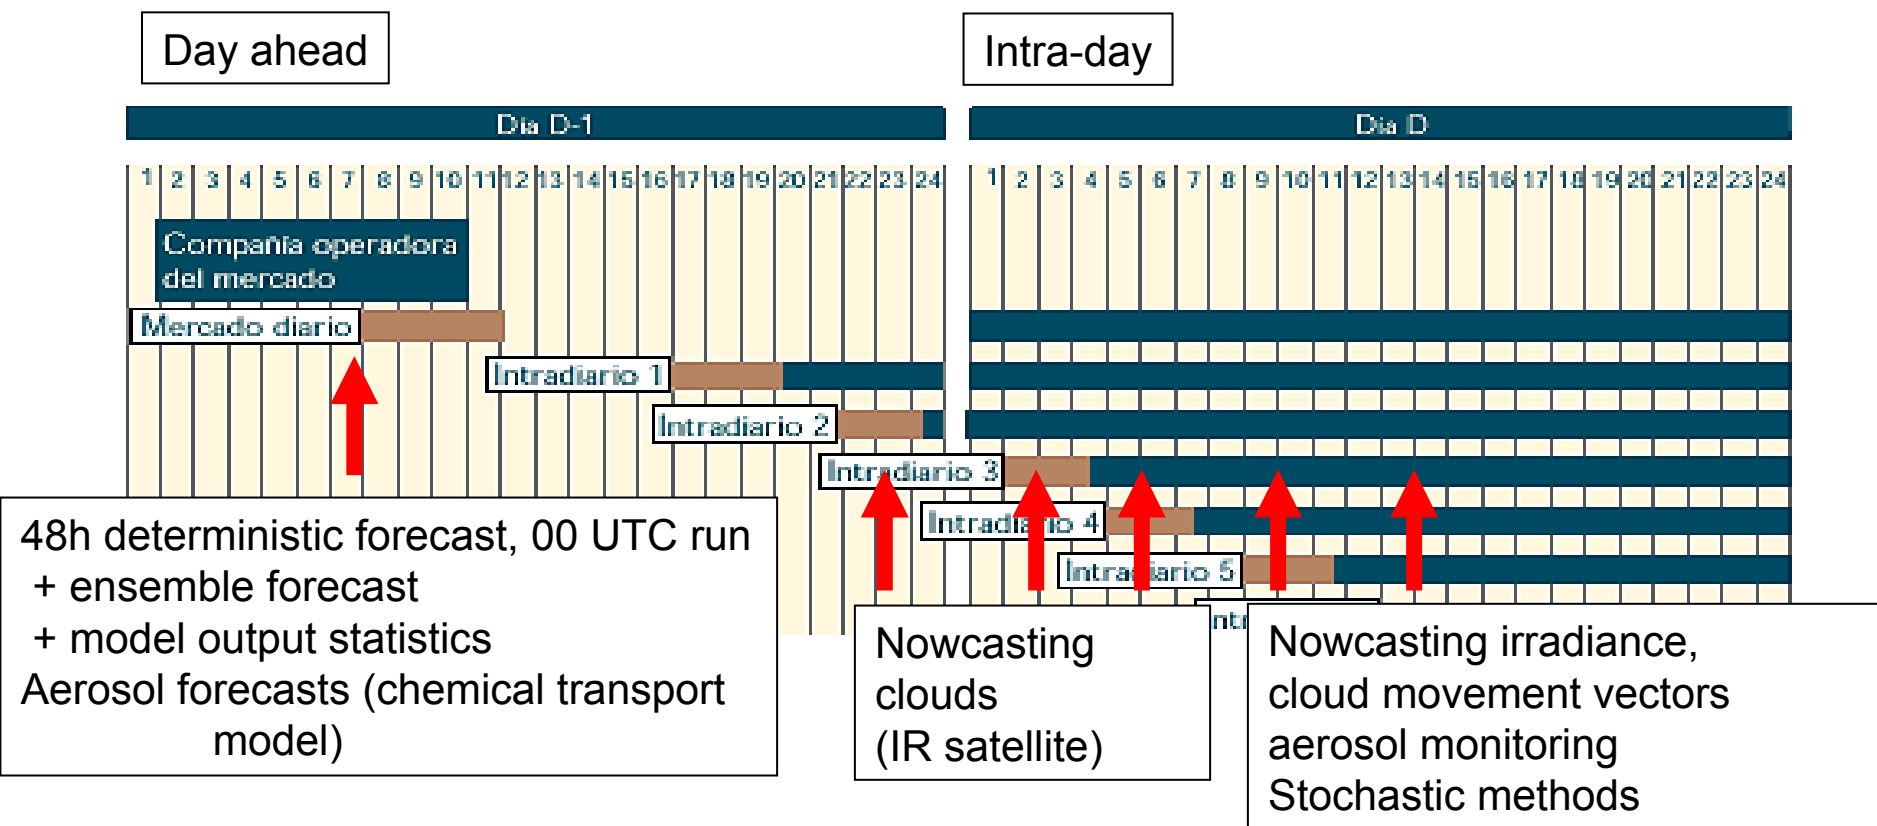 Day ahead
Intra-day
Dia D-1
Dia D
1 2 3 4 5 6 7 8 9 10 11 12 13 14 15 16 17 18 19 20 21 22 23 24
1 2 3 4 5 6 7 8 9 10 11 12 13 14 15 16 17 18 19 20 21 22 23 24
Compañía operadora
del mercado
Mercado diario
Intradiario 1
Intradiario 2
Intradiario 3
Intradiario 4
Intradiario 5
48h deterministic forecast, 00 UTC run
+ ensemble forecast
+ model output statistics
Aerosol forecasts (chemical transport
model)
Nowcasting
clouds
(IR satellite)
Nowcasting irradiance,
cloud movement vectors
aerosol monitoring
Stochastic methods